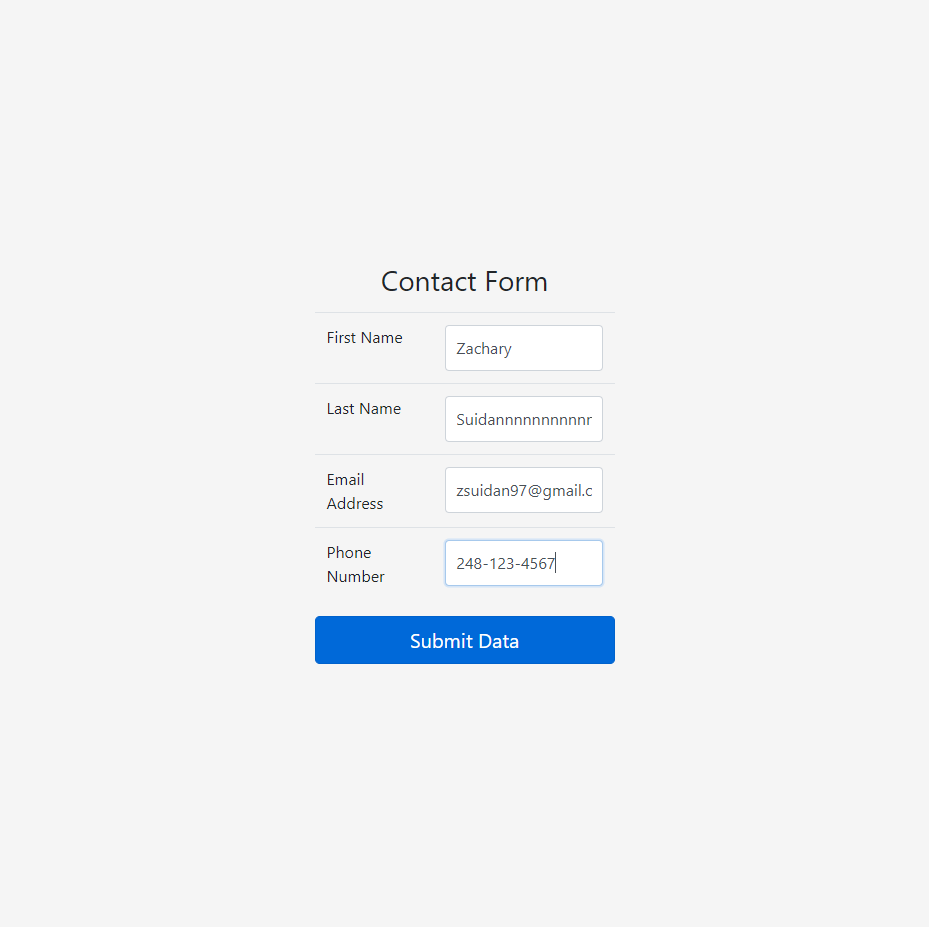 Contact Form
First Name
Zachary
Last Name
Suidannnnnnnnnnr
Email
Address
zsuidan97@gmail.c
Phone
Number
248-123-4567
Submit Data